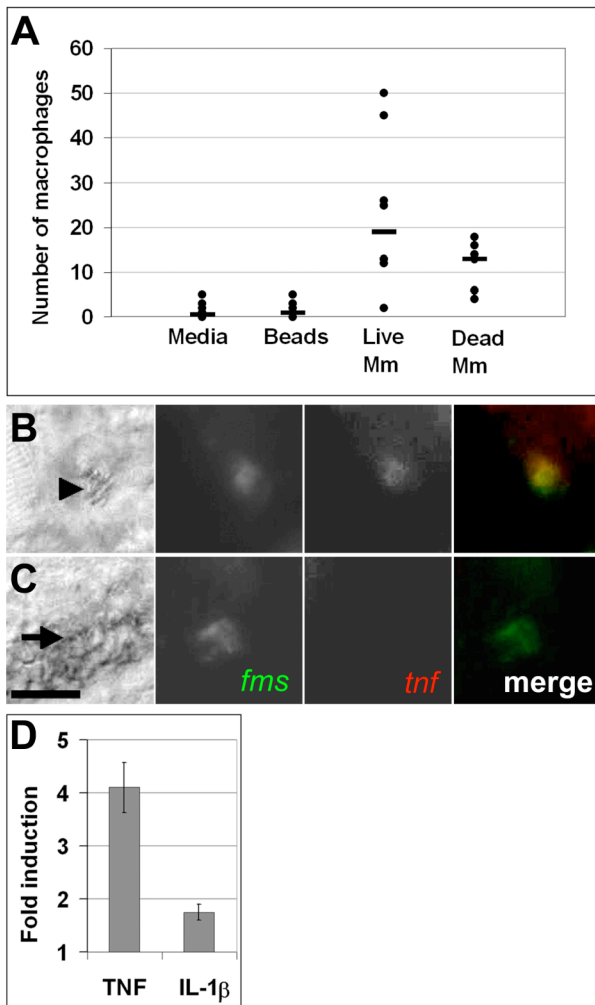 A
Number of macrophages
60
50
40
30
20
10
0
Media Beads Live Mm Dead Mm
B
C
fms
tnf
merge
D
Fold induction
5
4
3
2
1
TNF IL-1β